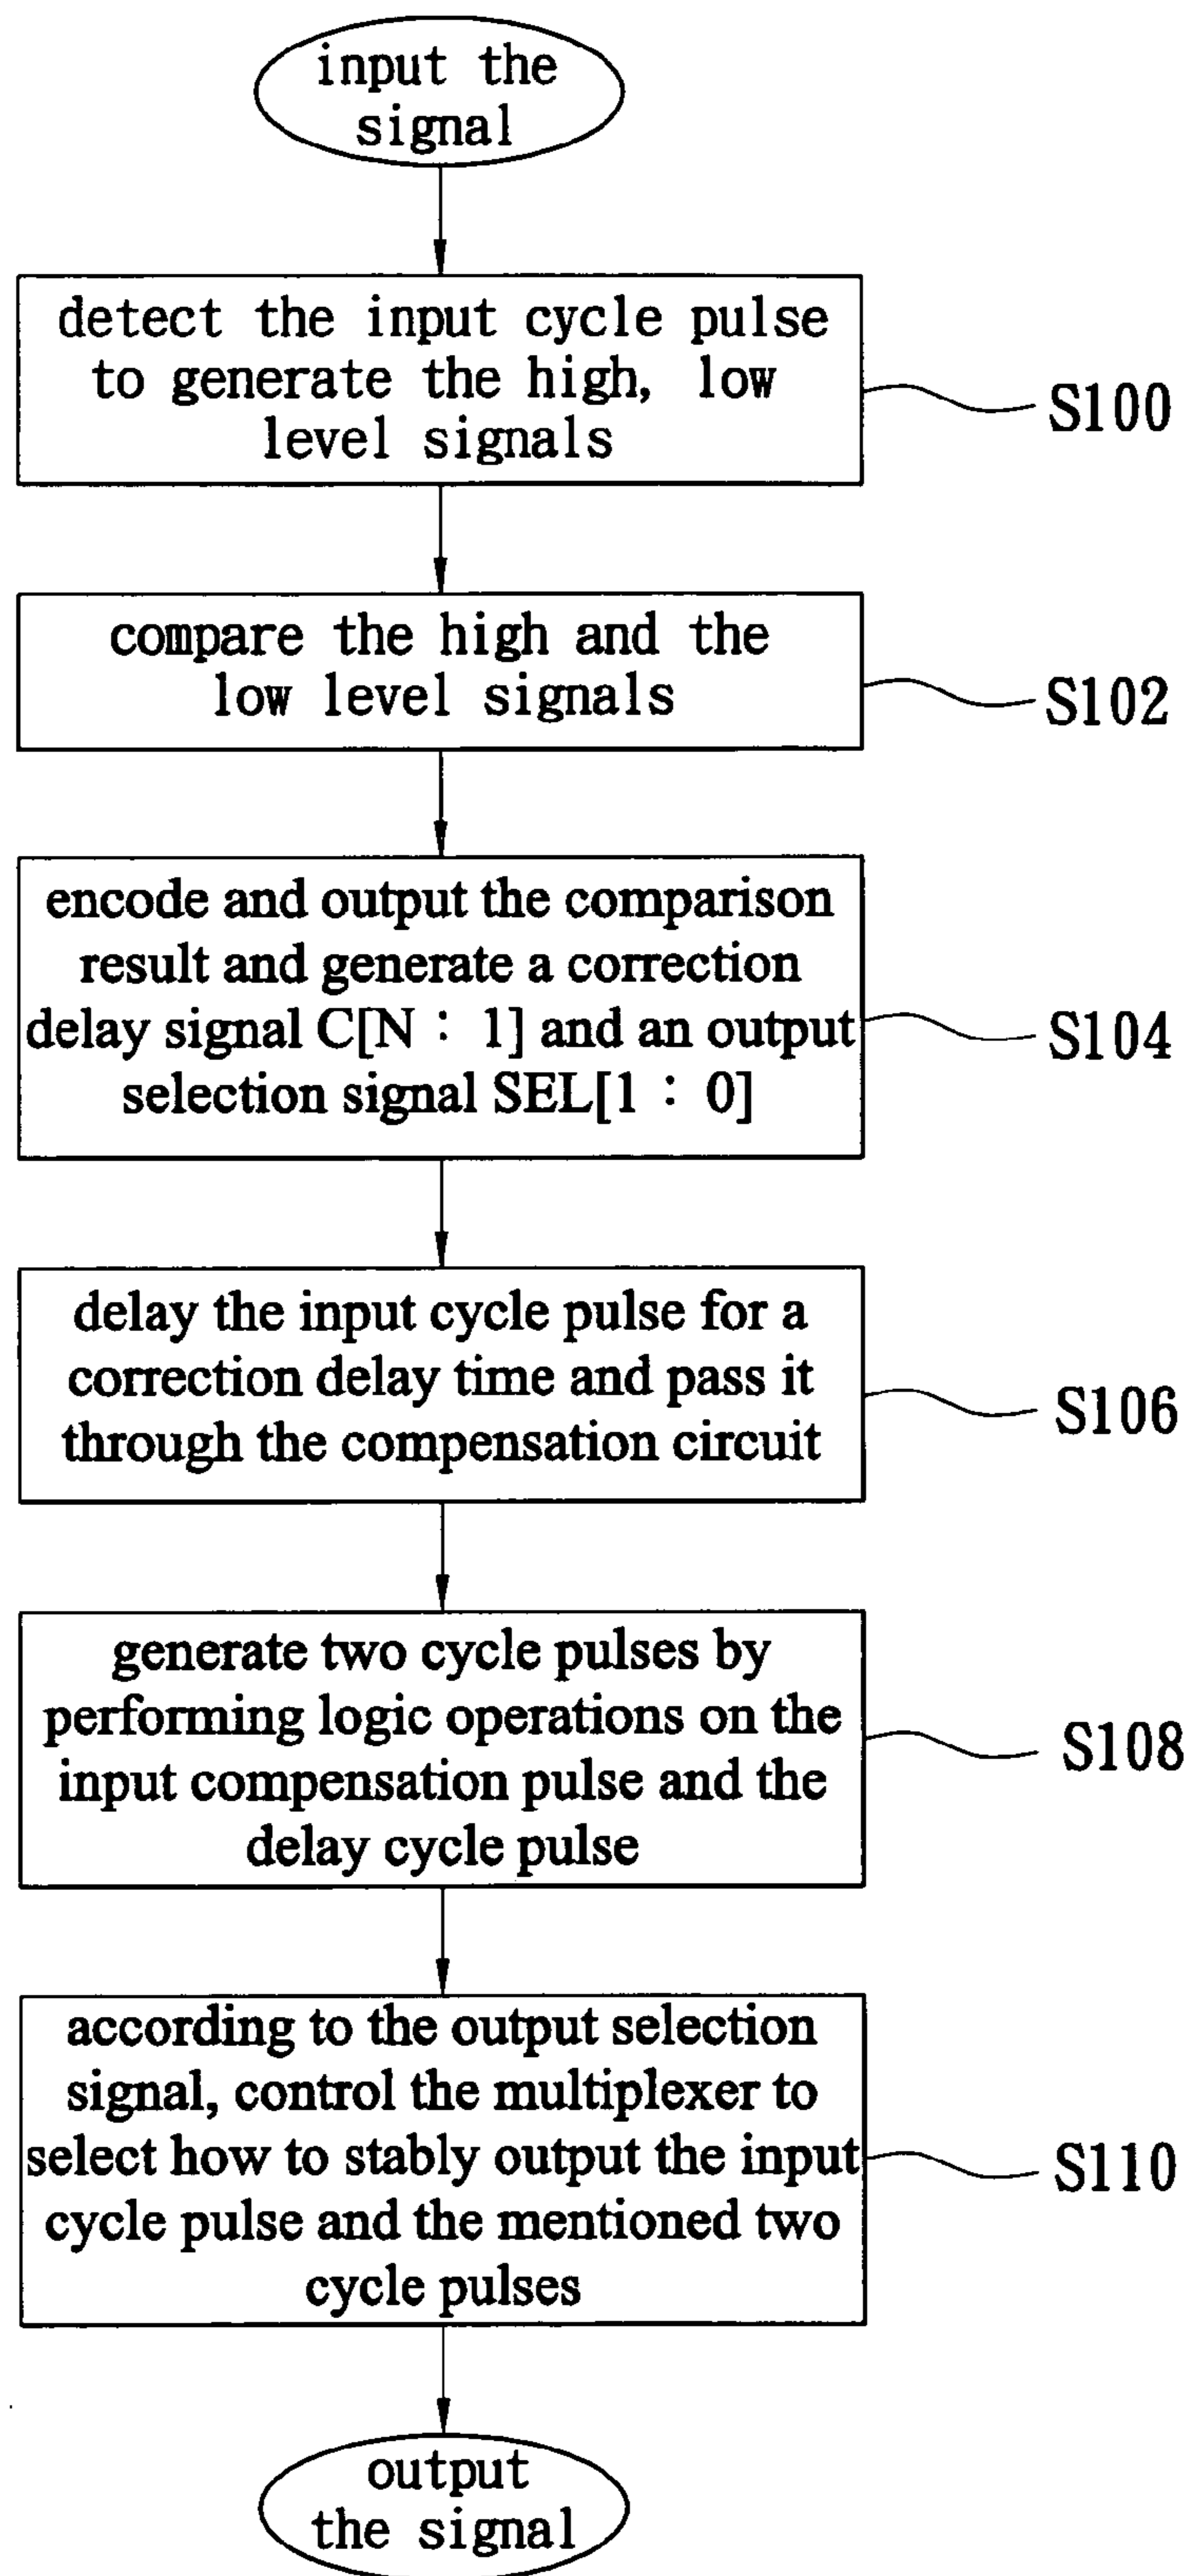 input the
signal
detect the input cycle pulse
to generate the high, low
level signals
S100
compare the high and the
low level signals
S102
encode and output the comparison
result and generate a correction
delay signal C[N : 1] and an output
selection signal SEL[1 : 0]
S104
delay the input cycle pulse for a
correction delay time and pass it
through the compensation circuit
S106
generate two cycle pulses by
performing logic operations on the
input compensation pulse and the
delay cycle pulse
S108
according to the output selection
signal, control the multiplexer to
select how to stably output the input
cycle pulse and the mentioned two
cycle pulses
S110
output
the signal